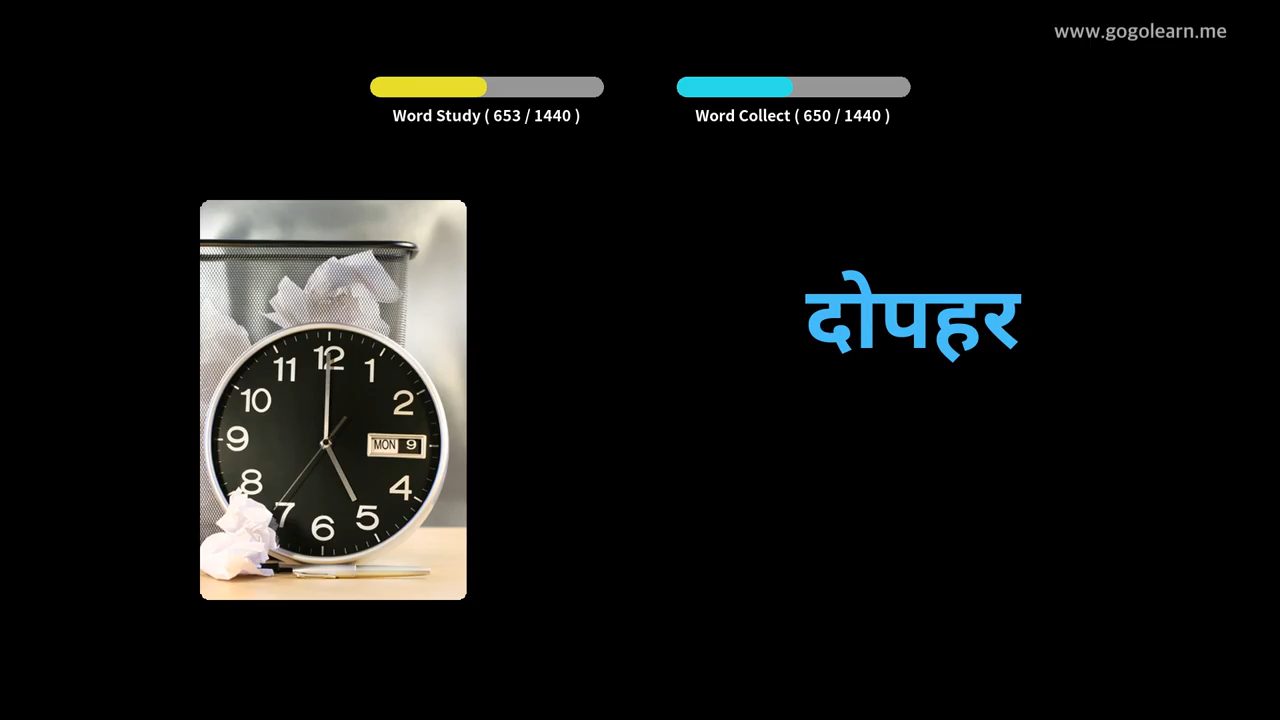 www.gogolearn.me
Word Study ( 653 / 1440 )
Word Collect ( 650 / 1440 )
दोपहर
12
11
1
10
2
9
MON 9
8
4
7
5
6